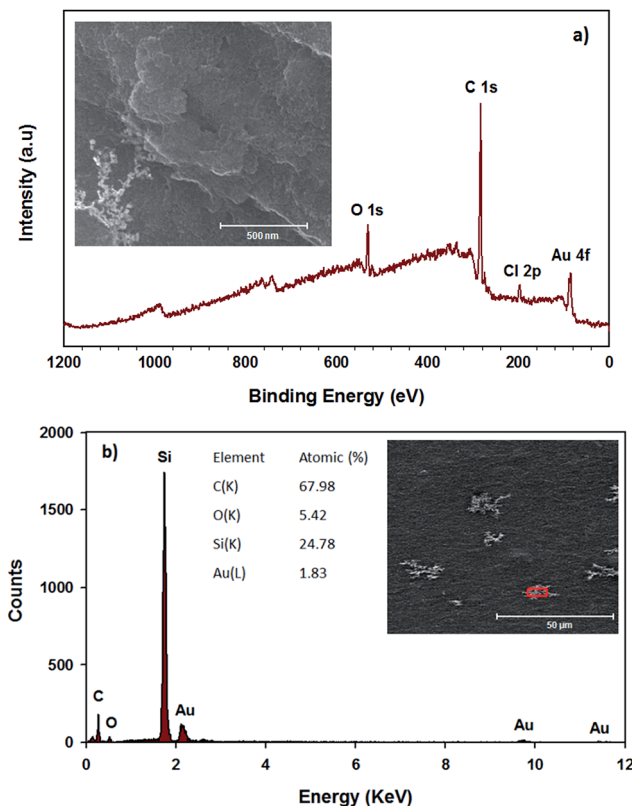 a)
C 1s
O 1s
Cl 2p
Au 4f
500 nm
Intensity (a.u)
1200 1000 800 600 400 200 0
Binding Energy (eV)
b)
2000
1500
1000
500
0
Counts
Si
Element Atomic (%)
C(K) 67.98
O(K) 5.42
Si(K) 24.78
Au(L) 1.83
50 µm
C
O
Au
Au
Au
0 2 4 6 8 10 12
Energy (KeV)